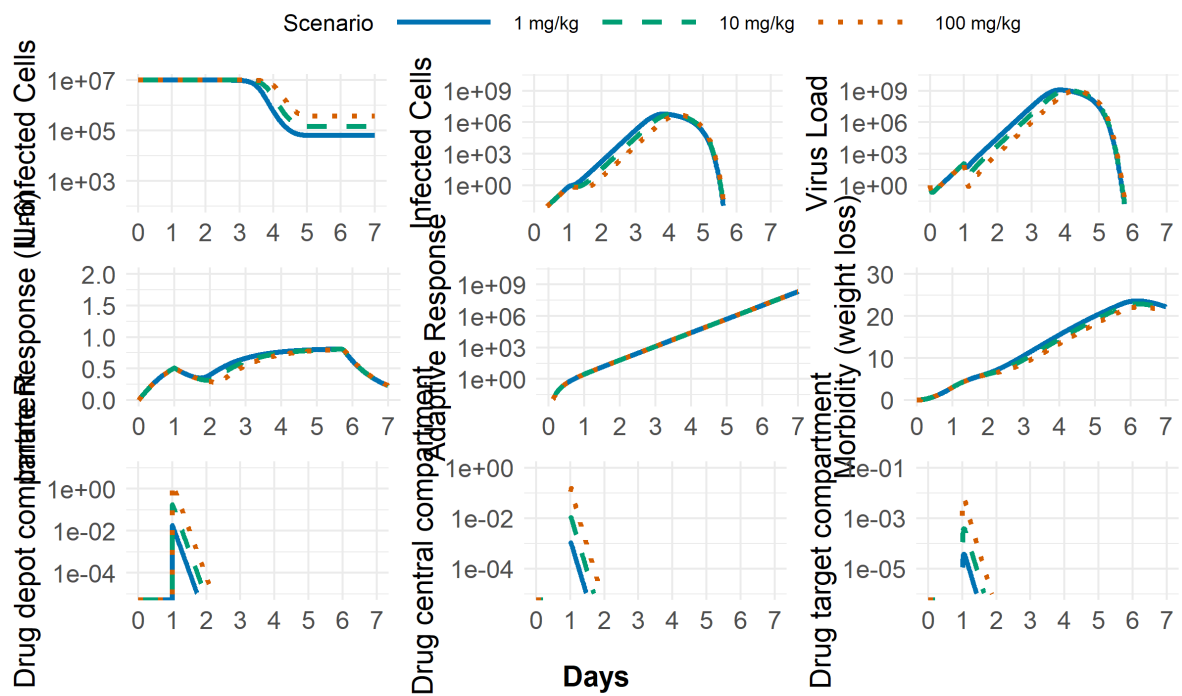 Scenario 1 mg/kg 10 mg/kg 100 mg/kg
Uninfected Cells
1e+07
1e+05
1e+03
0 1 2 3 4 5 6 7
Infected Cells
1e+09
1e+06
1e+03
1e+00
0 1 2 3 4 5 6 7
Virus Load
1e+09
1e+06
1e+03
1e+00
0 1 2 3 4 5 6 7
Innate Response
2.0
1.5
1.0
0.5
0.0
0 1 2 3 4 5 6 7
Adaptive Response
1e+09
1e+06
1e+03
1e+00
0 1 2 3 4 5 6 7
Morbidity (weight loss)
30
20
10
0
0 1 2 3 4 5 6 7
Drug depot compartment
1e+00
1e-02
1e-04
0 1 2 3 4 5 6 7
Drug central compartment
1e+00
1e-02
1e-04
0 1 2 3 4 5 6 7
Drug target compartment
1e-01
1e-03
1e-05
0 1 2 3 4 5 6 7
Days